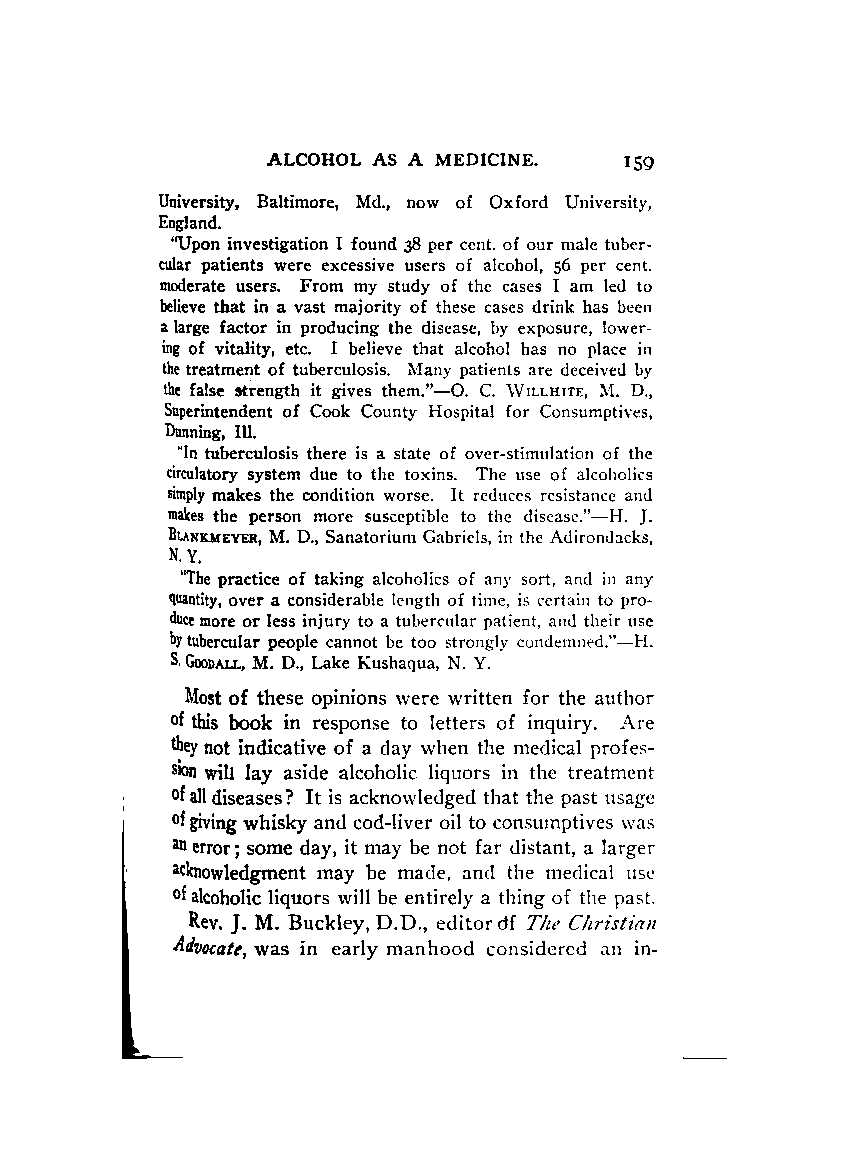 ALCOHOL AS A MEDICINE. 159
University, Baltimore, Md., now of Oxford University,
England.
"Upon investigation I found 38 per cent. of our male tuber-
cular patients were excessive users of alcohol, 56 per cent.
moderate users. From my study of the cases I am led to
believe that in a vast majority of these cases drink has been
a large factor in producing the disease, by exposure, lower-
ing of vitality, etc. I believe that alcohol has no place in
the treatment of tuberculosis. Many patients are deceived by
the false strength it gives them."—O. C. WILLHITE, M. D.,
Superintendent of Cook County Hospital for Consumptives,
Dunning, Ill.
"In tuberculosis there is a state of over-stimulation of the
circulatory system due to the toxins. The use of alcoholics
simply makes the condition worse. It reduces resistance and
makes the person more susceptible to the disease."—H. J.
BLANKMEYER, M. D., Sanatorium Gabriels, in the Adirondacks,
N. Y.
"The practice of taking alcoholics of any sort, and in any
quantity, over a considerable length of time, is certain to pro-
duce more or less injury to a tubercular patient, and their use
by tubercular people cannot be too strongly condemned."—H.
S. GOODALL, M. D., Lake Kushaqua, N. Y.
Most of these opinions were written for the author
of this book in response to letters of inquiry. Are
they not indicative of a day when the medical profes-
sion will lay aside alcoholic liquors in the treatment
of all diseases? It is acknowledged that the past usage
of giving whisky and cod-liver oil to consumptives was
an error; some day, it may be not far distant, a larger
acknowledgment may be made, and the medical use
of alcoholic liquors will be entirely a thing of the past.
Rev. J. M. Buckley, D.D., editor of The Christian
Advocate, was in early manhood considered an in-